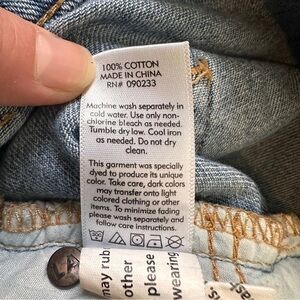 100% COTTON
MADE IN CHINA
RN# 090233
Machine wash separately in
cold water. Use only non-
chlorine bleach as needed.
Tumble dry low. Cool iron
as needed. Do not dry
clean.
This garment was specially
dyed to produce its unique
color. Take care, dark colors
may transfer onto light
colored clothing or other
items. To minimize fading
please wash separately and
follow care instructions.
may rub
other
please
wearing